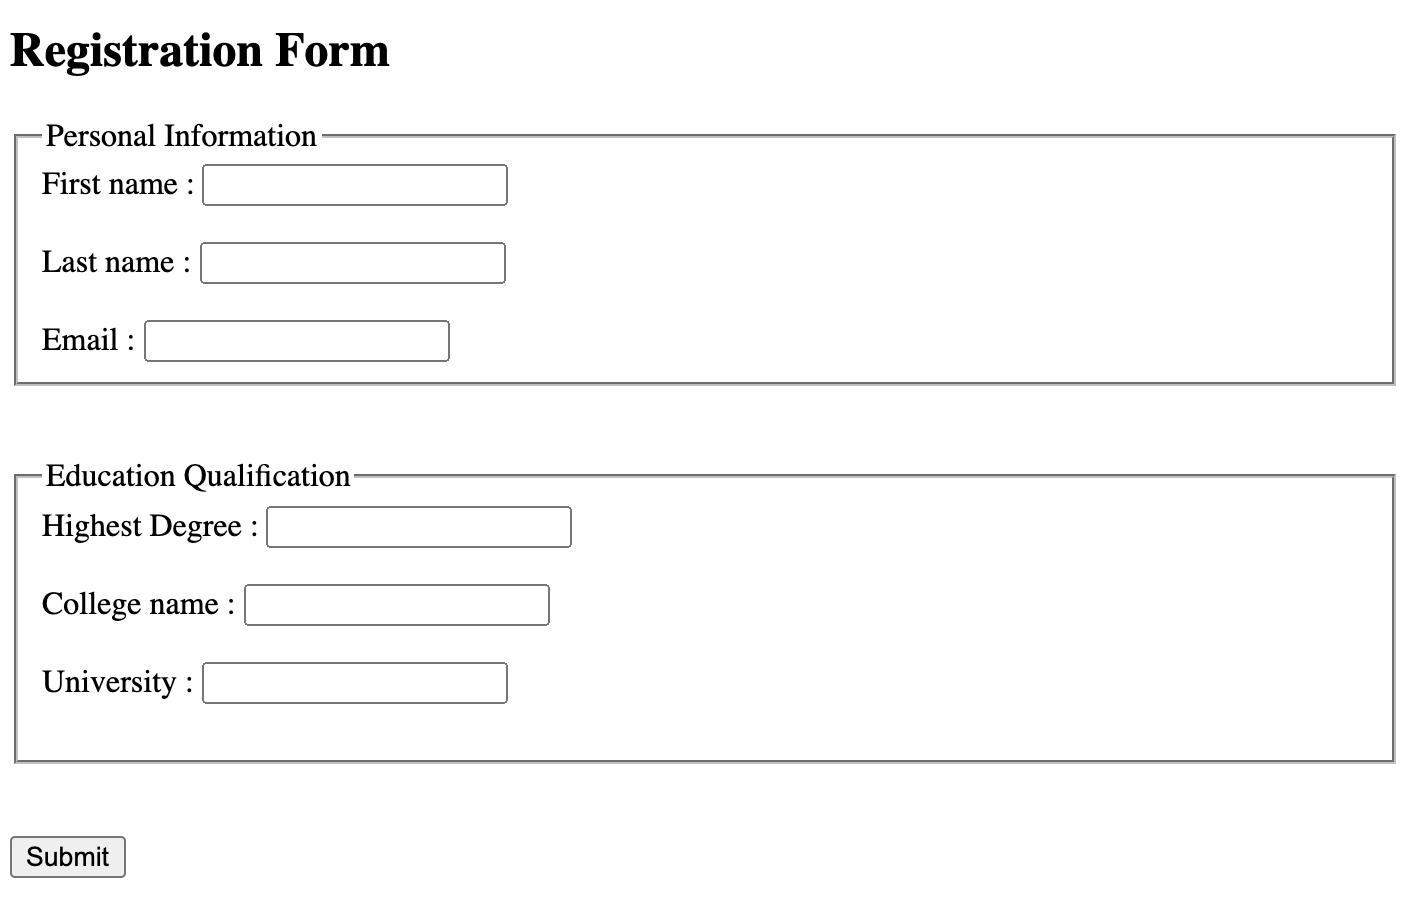 Registration Form
Personal Information
First name :
Last name :
Email :
Education Qualification
Highest Degree :
College name :
University :
Submit